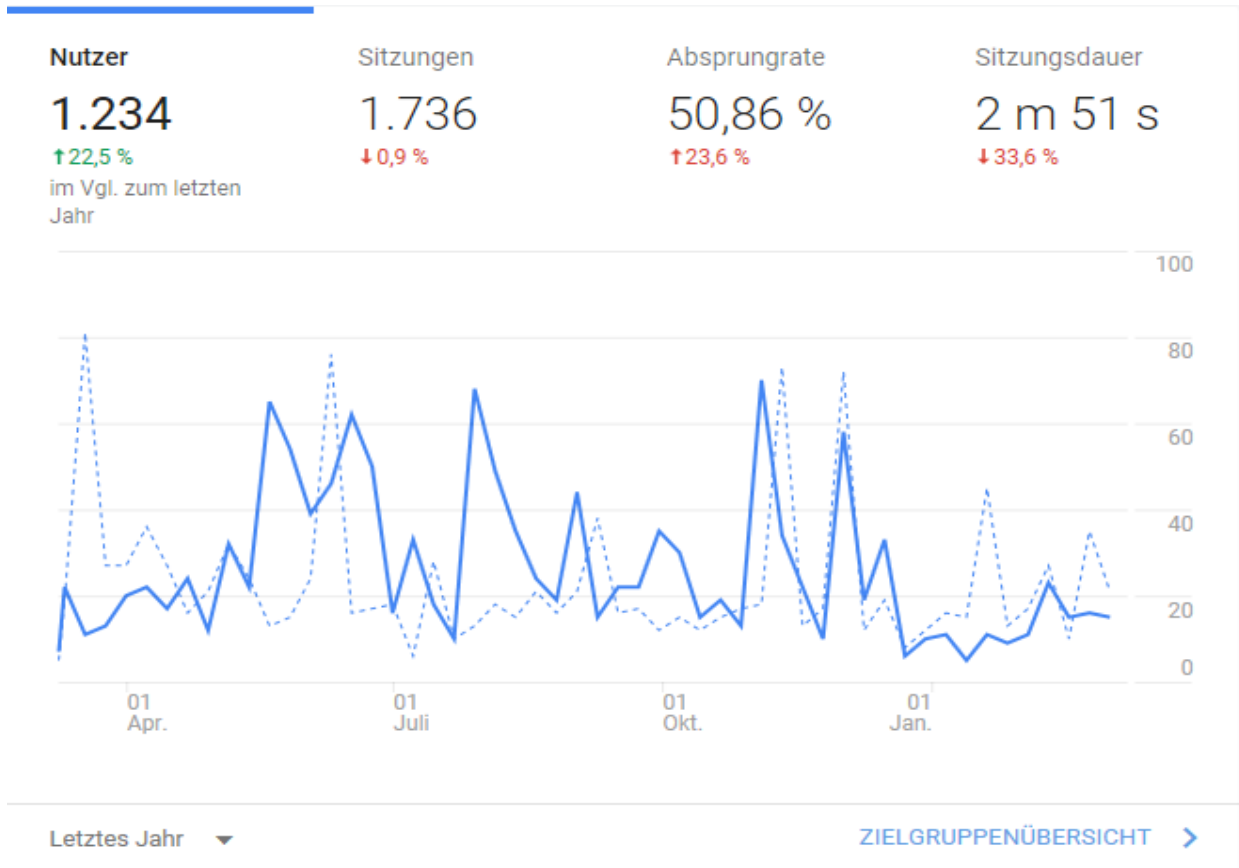 Nutzer
1.234
↑22,5 %
im Vgl. zum letzten
Jahr
Sitzungen
1.736
↓0,9 %
Absprungrate
50,86 %
↑23,6 %
Sitzungsdauer
2 m 51 s
↓33,6 %
100
80
60
40
20
0
01
Apr.
01
Juli
01
Okt.
01
Jan.
Letztes Jahr
ZIELGRUPPENÜBERSICHT